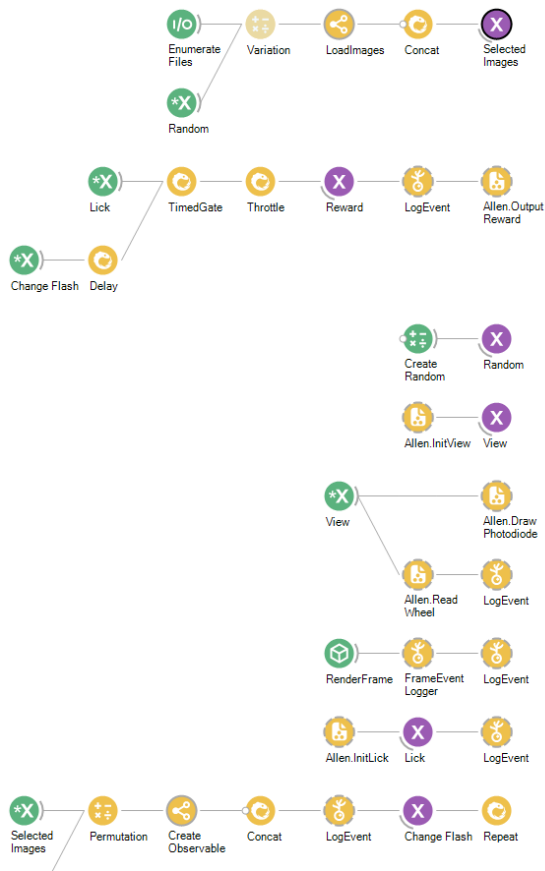 I/O
Enumerate
Files
Variation
LoadImages
Concat
X
Selected
Images
*X
Random
*X
Lick
TimedGate
Throttle
X
Reward
LogEvent
Allen.Output
Reward
*X
Change Flash
Delay
Create
Random
X
Random
Allen.InitView
X
View
*X
View
Allen.Draw
Photodiode
Allen.Read
Wheel
LogEvent
RenderFrame
FrameEvent
Logger
LogEvent
Allen.InitLick
X
Lick
LogEvent
*X
Selected
Images
Permutation
Create
Observable
Concat
LogEvent
X
Change Flash
Repeat